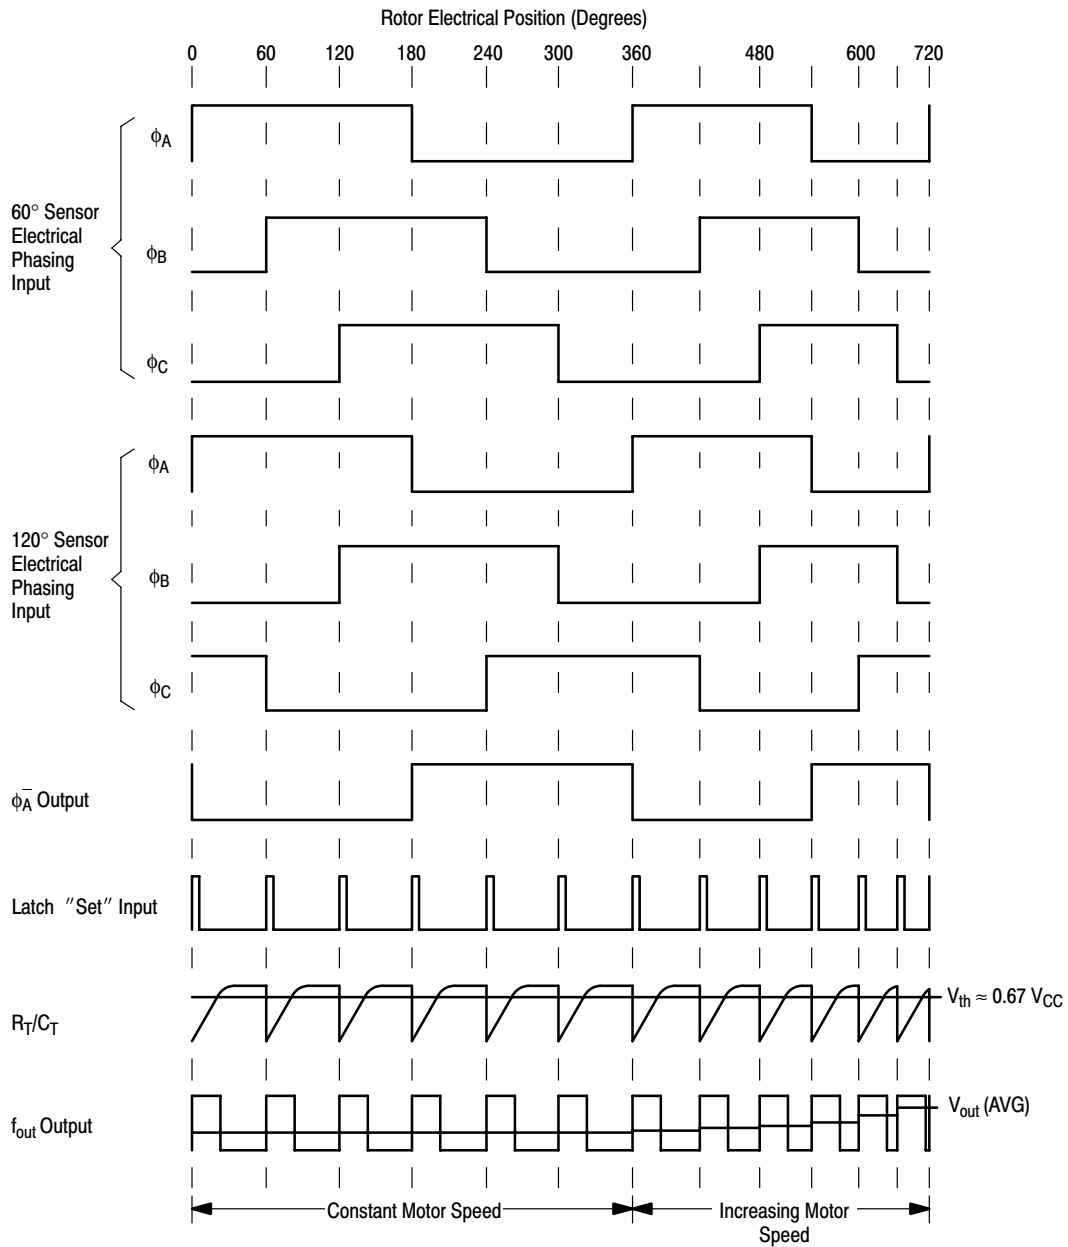 Rotor Electrical Position (Degrees)
0 60 120 180 240 300 360 480 600 720
60° Sensor
Electrical
Phasing
Input
ϕA
ϕB
ϕC
120° Sensor
Electrical
Phasing
Input
ϕA
ϕB
ϕC
ϕA̅ Output
Latch ″Set″ Input
RT/CT
Vth ≈ 0.67 VCC
fout Output
Vout (AVG)
Constant Motor Speed
Increasing Motor
Speed